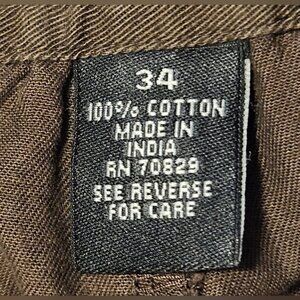 34
100% COTTON
MADE IN
INDIA
RN 70829
SEE REVERSE
FOR CARE